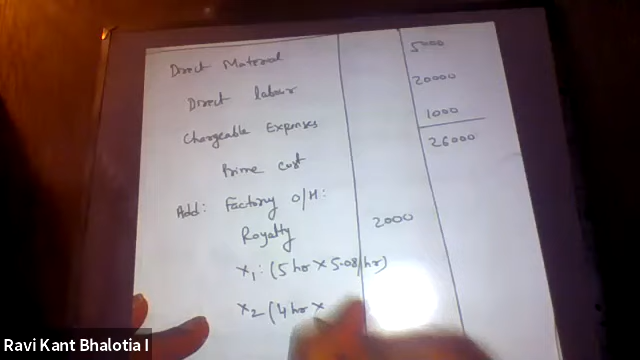 Direct Material 5000
Direct labour 20000
Chargeable Expenses 1000
Prime cost 26000
Add: Factory O/H:
Royalty 2000
X1: (5 hr × 5.08/hr)
X2 (4 hr ×
Ravi Kant Bhalotia I